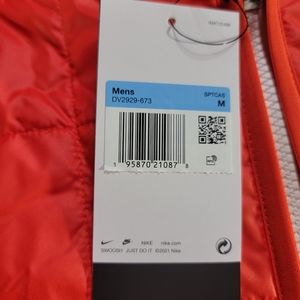 Mens
DV2929-673
SPTCAS
M
1 95870 21087 8
NIKE nike.com
SWOOSH JUST DO IT ©2021 Nike